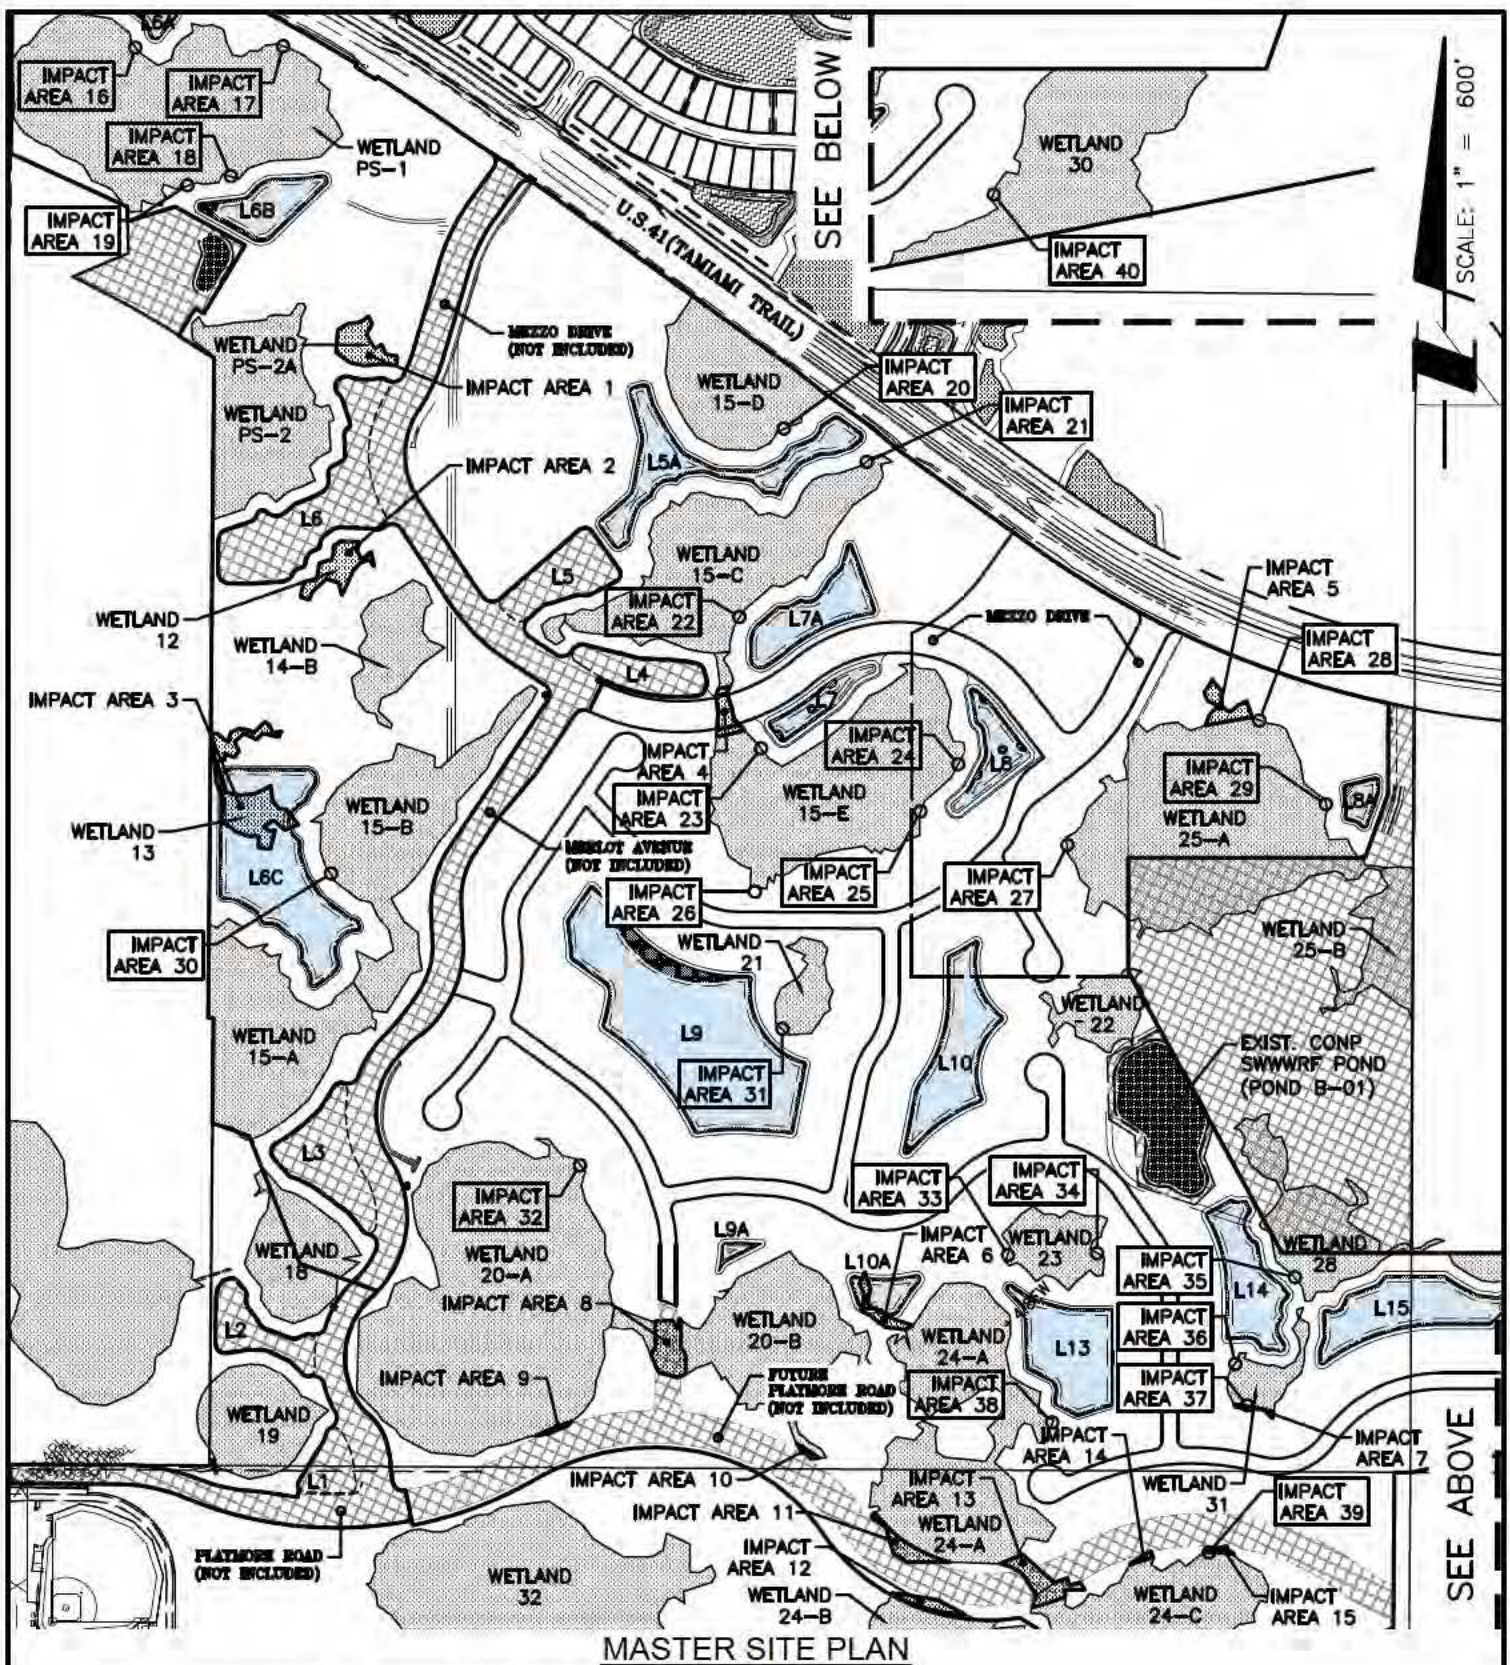 L6A
IMPACT
AREA 16
IMPACT
AREA 17
IMPACT
AREA 18
WETLAND
PS-1
IMPACT
AREA 19
L6B
SEE BELOW
WETLAND
30
IMPACT
AREA 40
SCALE: 1" = 600'
U.S.41(TAMIAMI TRAIL)
MEZZO DRIVE
(NOT INCLUDED)
WETLAND
PS-2A
IMPACT AREA 1
WETLAND
PS-2
WETLAND
15-D
IMPACT
AREA 20
IMPACT
AREA 21
IMPACT AREA 2
L5A
L6
WETLAND
15-C
L5
IMPACT
AREA 5
WETLAND
12
IMPACT
AREA 22
L7A
MEZZO DRIVE
IMPACT
AREA 28
WETLAND
14-B
L4
IMPACT AREA 3
L7
IMPACT
AREA 4
IMPACT
AREA 24
L8
IMPACT
AREA 29
L8A
WETLAND
15-B
IMPACT
AREA 23
WETLAND
15-E
WETLAND
25-A
WETLAND
13
MERLOT AVENUE
(NOT INCLUDED)
L6C
IMPACT
AREA 25
IMPACT
AREA 27
IMPACT
AREA 26
IMPACT
AREA 30
WETLAND
21
WETLAND
25-B
WETLAND
22
WETLAND
15-A
L9
L10
EXIST. CONP
SWWWRF POND
(POND B-01)
IMPACT
AREA 31
L3
IMPACT
AREA 33
IMPACT
AREA 34
IMPACT
AREA 32
WETLAND
18
WETLAND
20-A
L9A
L10A
IMPACT
AREA 6
WETLAND
23
IMPACT
AREA 35
WETLAND
28
L14
L15
IMPACT AREA 8
L2
WETLAND
20-B
WETLAND
24-A
L13
IMPACT
AREA 36
IMPACT AREA 9
FUTURE
PLAYMORE ROAD
(NOT INCLUDED)
IMPACT
AREA 38
IMPACT
AREA 37
WETLAND
19
IMPACT
AREA 14
IMPACT
AREA 7
L1
IMPACT AREA 10
IMPACT
AREA 13
WETLAND
31
IMPACT
AREA 39
IMPACT AREA 11
WETLAND
24-A
PLAYMORE ROAD
(NOT INCLUDED)
WETLAND
32
IMPACT
AREA 12
WETLAND
24-B
WETLAND
24-C
IMPACT
AREA 15
SEE ABOVE
MASTER SITE PLAN